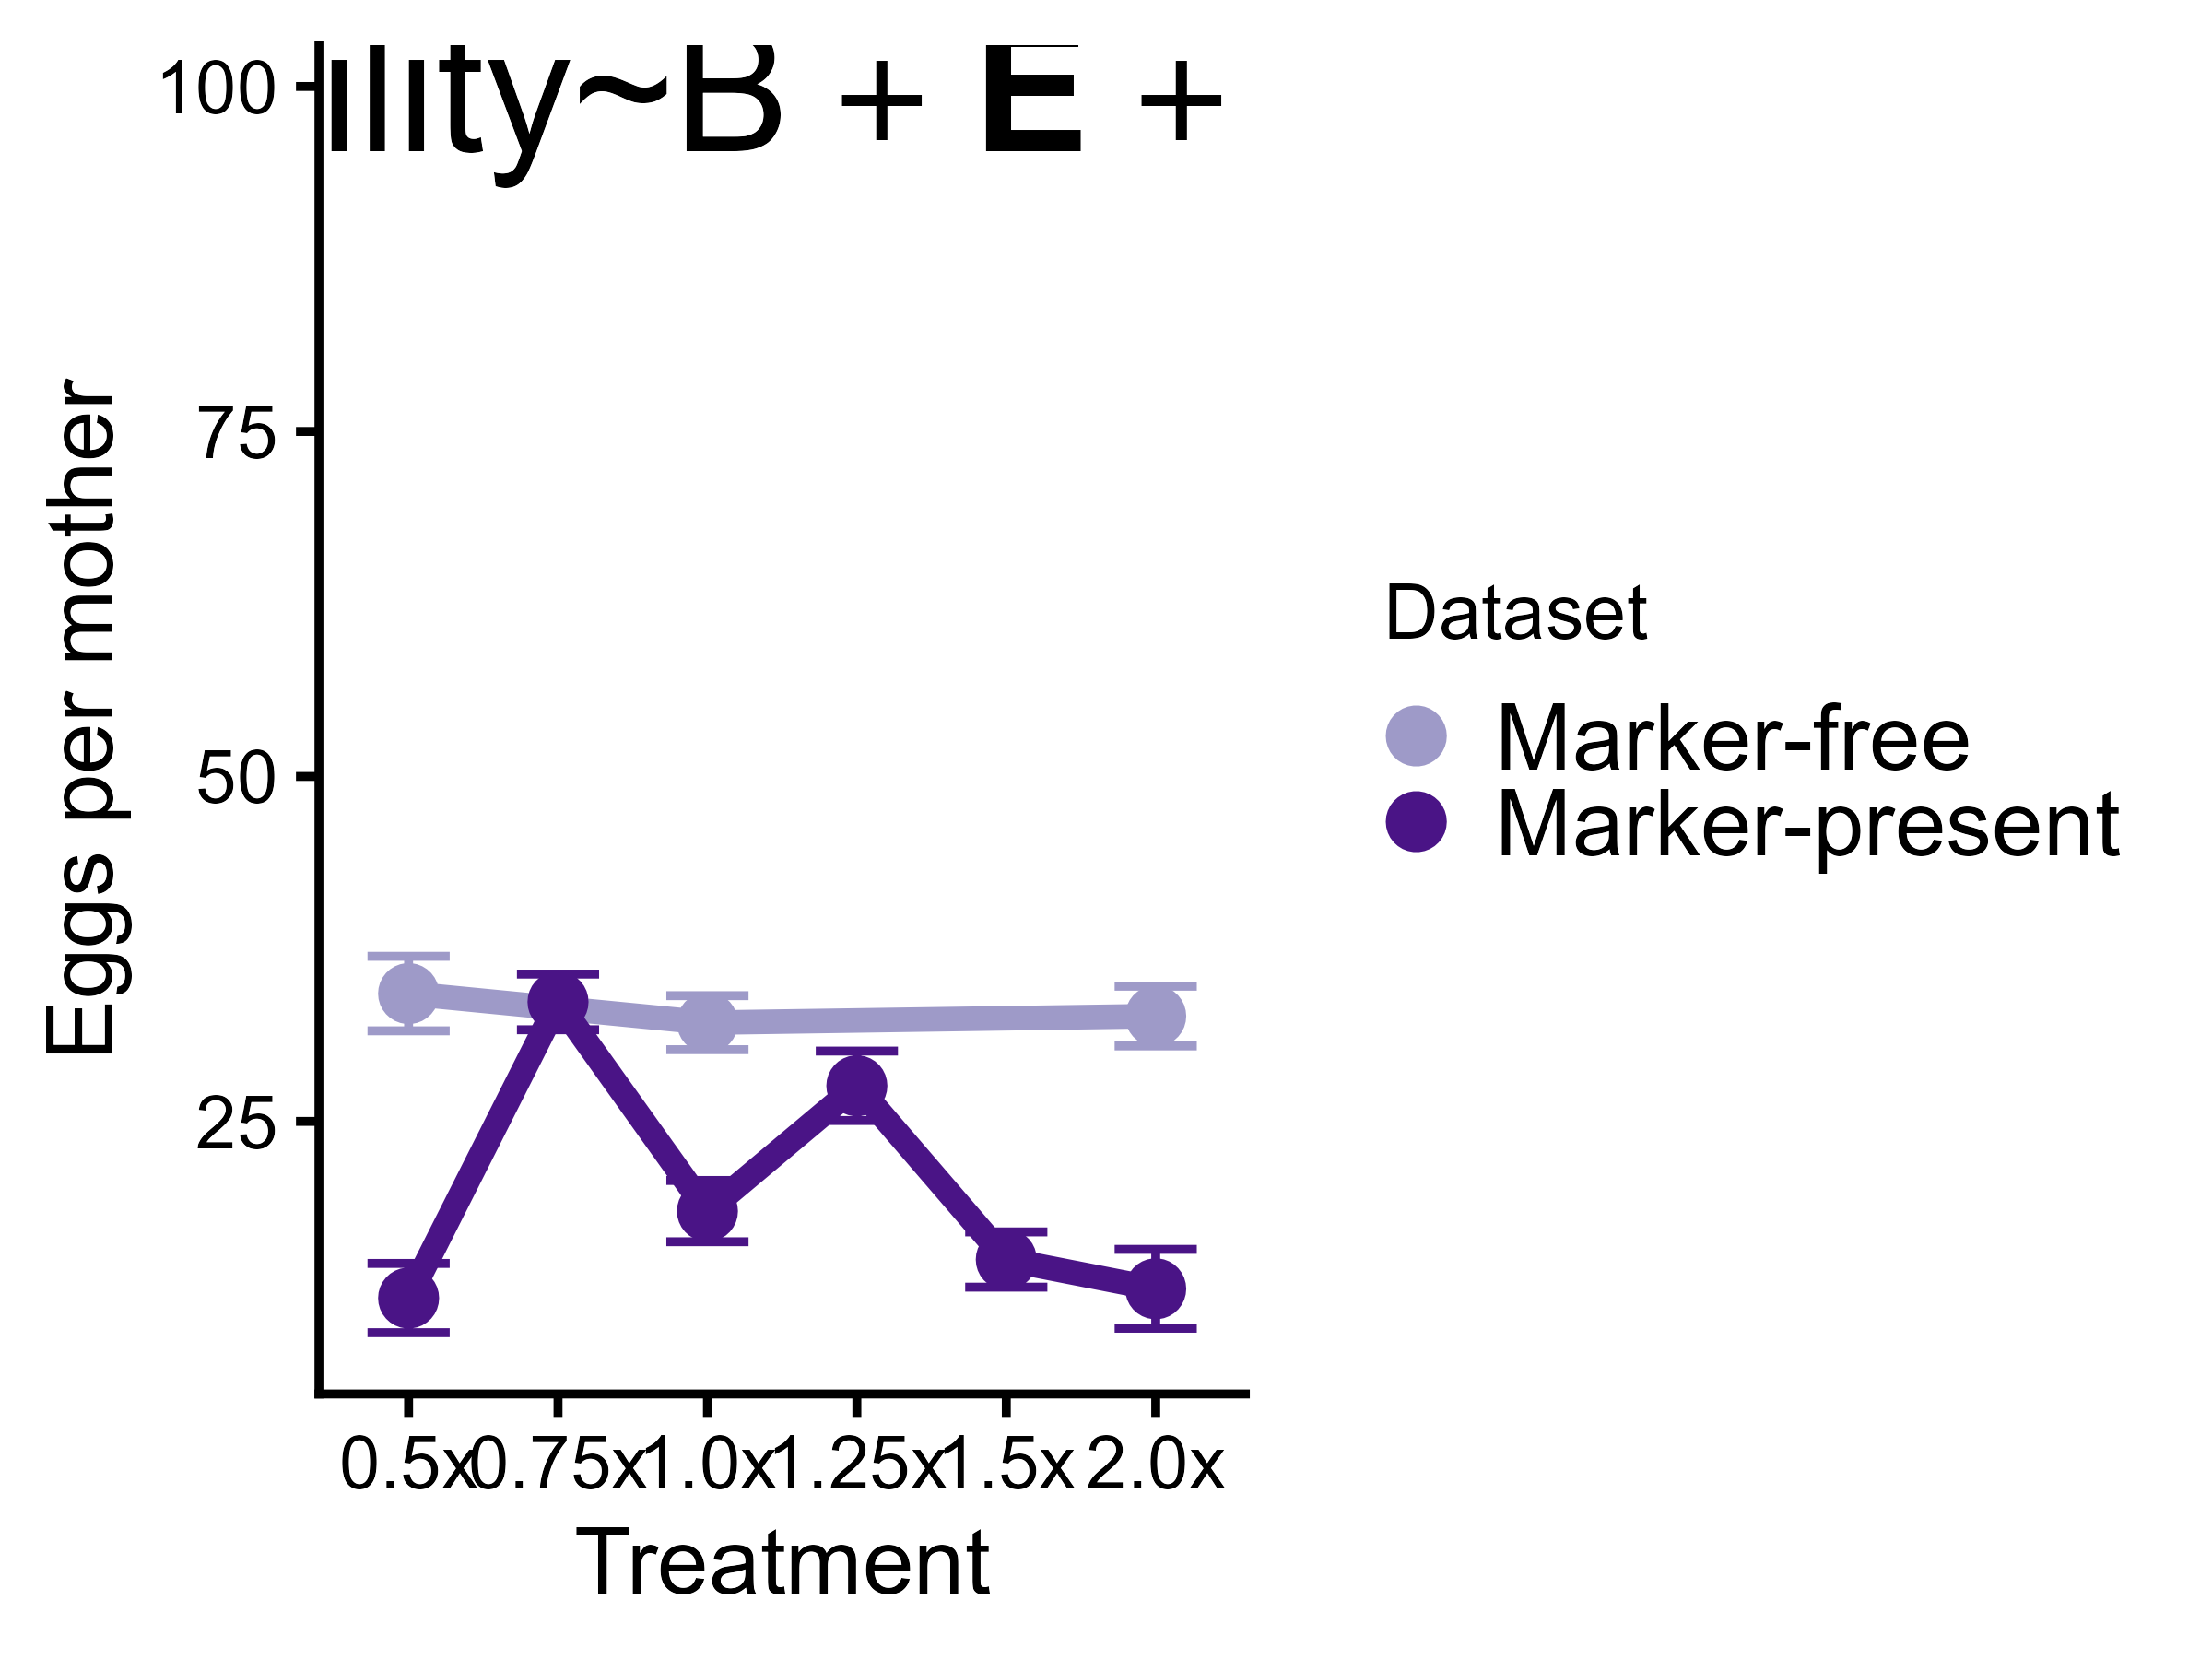 ility~B + E +
100
75
50
25
Eggs per mother
0.5x
0.75x
1.0x
1.25x
1.5x
2.0x
Treatment
Dataset
Marker-free
Marker-present